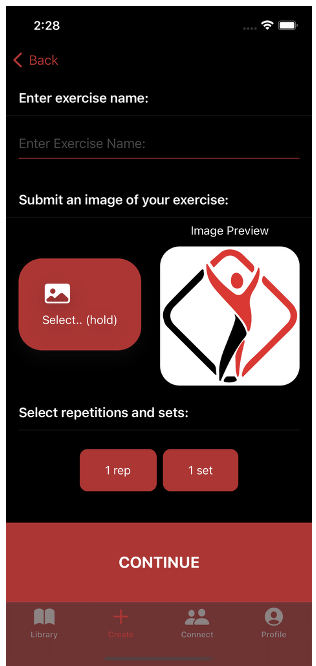 2:28
Back
Enter exercise name:
Enter Exercise Name:
Submit an image of your exercise:
Image Preview
Select.. (hold)
Select repetitions and sets:
1 rep
1 set
CONTINUE
Library
Create
Connect
Profile